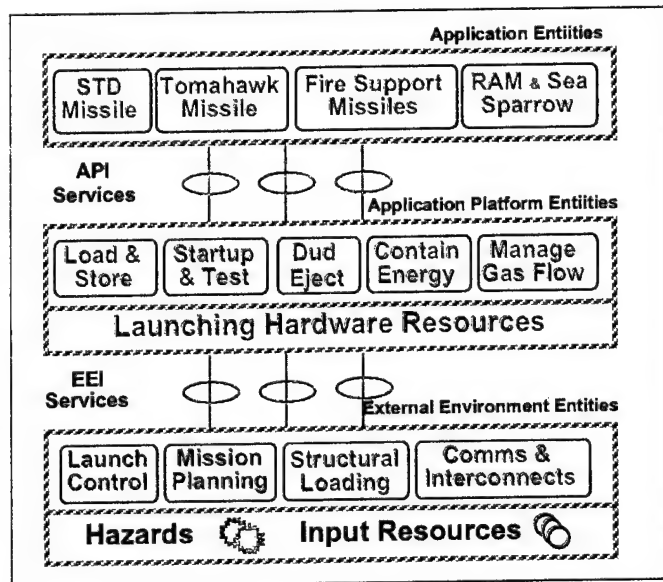 Application Entiities
STD
Missile
Tomahawk
Missile
Fire Support
Missiles
RAM & Sea
Sparrow
API
Services
Application Platform Entiities
Load &
Store
Startup
& Test
Dud
Eject
Contain
Energy
Manage
Gas Flow
Launching Hardware Resources
EEI
Services
External Environment Entities
Launch
Control
Mission
Planning
Structural
Loading
Comms &
Interconnects
Hazards
Input Resources